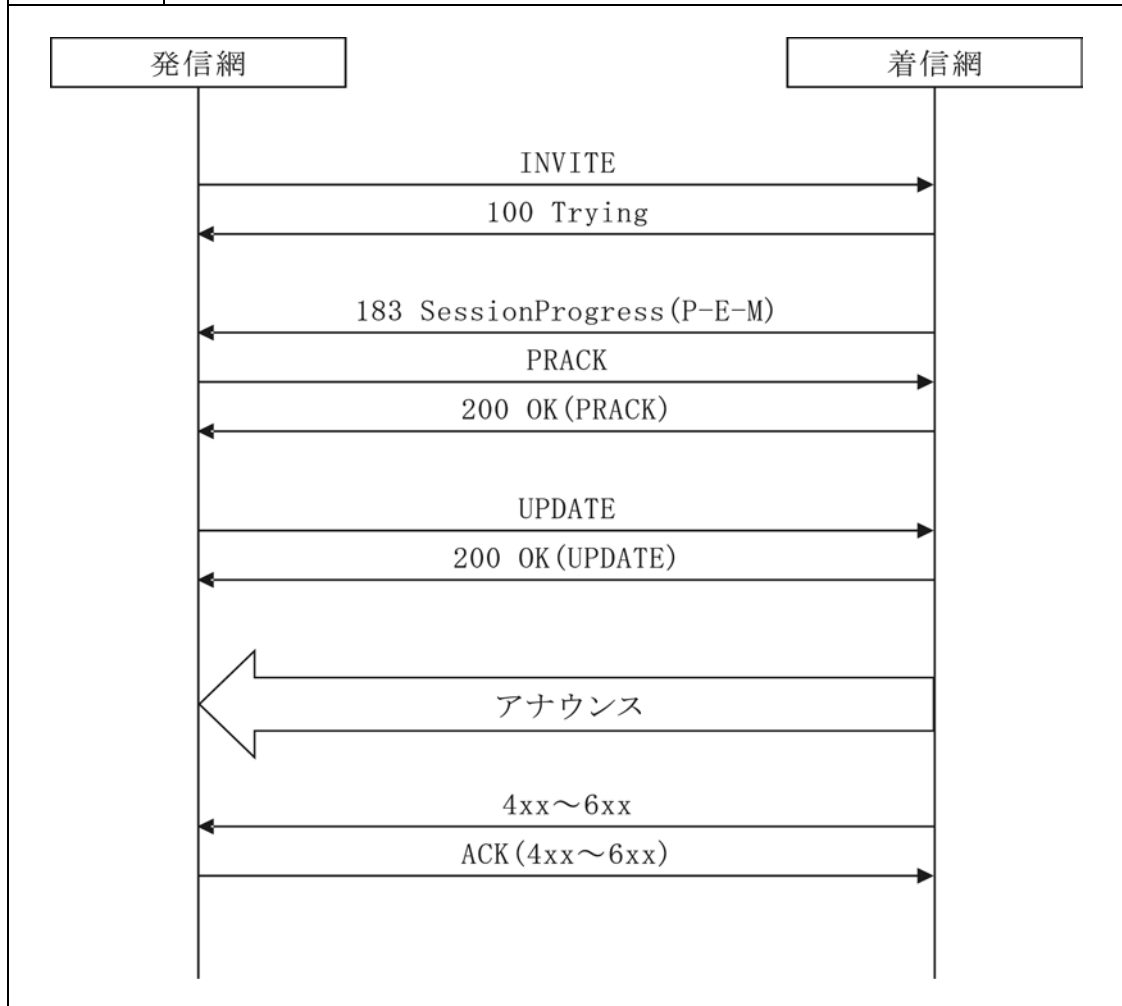 発信網
着信網
INVITE
100 Trying
183 SessionProgress(P-E-M)
PRACK
200 OK(PRACK)
UPDATE
200 OK(UPDATE)
アナウンス
4xx～6xx
ACK(4xx～6xx)